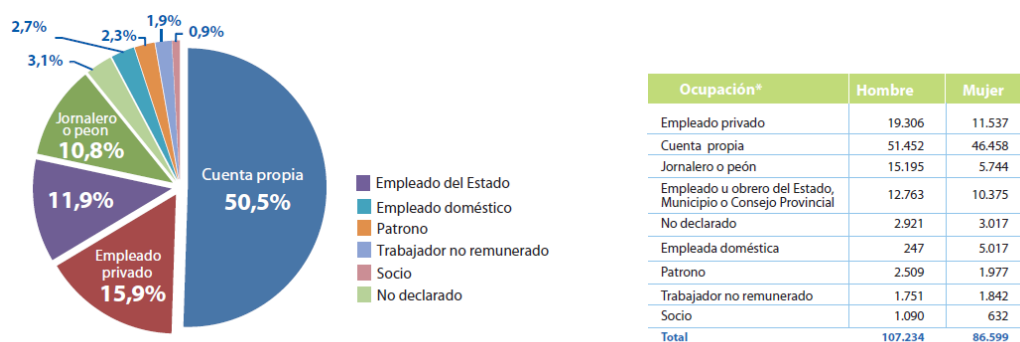 2,7%
1,9%
2,3%
0,9%
3,1%
Jornalero
o peon
10,8%
Cuenta propia
50,5%
11,9%
Empleado
privado
15,9%
Empleado del Estado
Empleado doméstico
Patrono
Trabajador no remunerado
Socio
No declarado
Ocupación* Hombre Mujer
Empleado privado 19.306 11.537
Cuenta propia 51.452 46.458
Jornalero o peón 15.195 5.744
Empleado u obrero del Estado,
Municipio o Consejo Provincial 12.763 10.375
No declarado 2.921 3.017
Empleada doméstica 247 5.017
Patrono 2.509 1.977
Trabajador no remunerado 1.751 1.842
Socio 1.090 632
Total 107.234 86.599